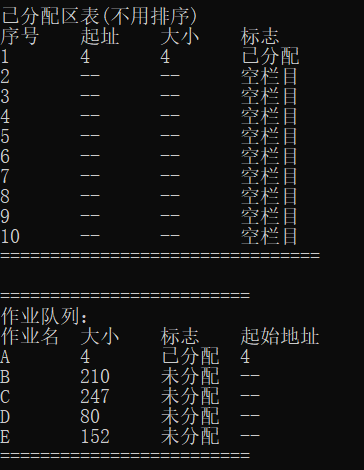 已分配区表(不用排序)
序号 起址 大小 标志
1 4 4 已分配
2 -- -- 空栏目
3 -- -- 空栏目
4 -- -- 空栏目
5 -- -- 空栏目
6 -- -- 空栏目
7 -- -- 空栏目
8 -- -- 空栏目
9 -- -- 空栏目
10 -- -- 空栏目
================================
=========================
作业队列:
作业名 大小 标志 起始地址
A 4 已分配 4
B 210 未分配 --
C 247 未分配 --
D 80 未分配 --
E 152 未分配 --
=========================